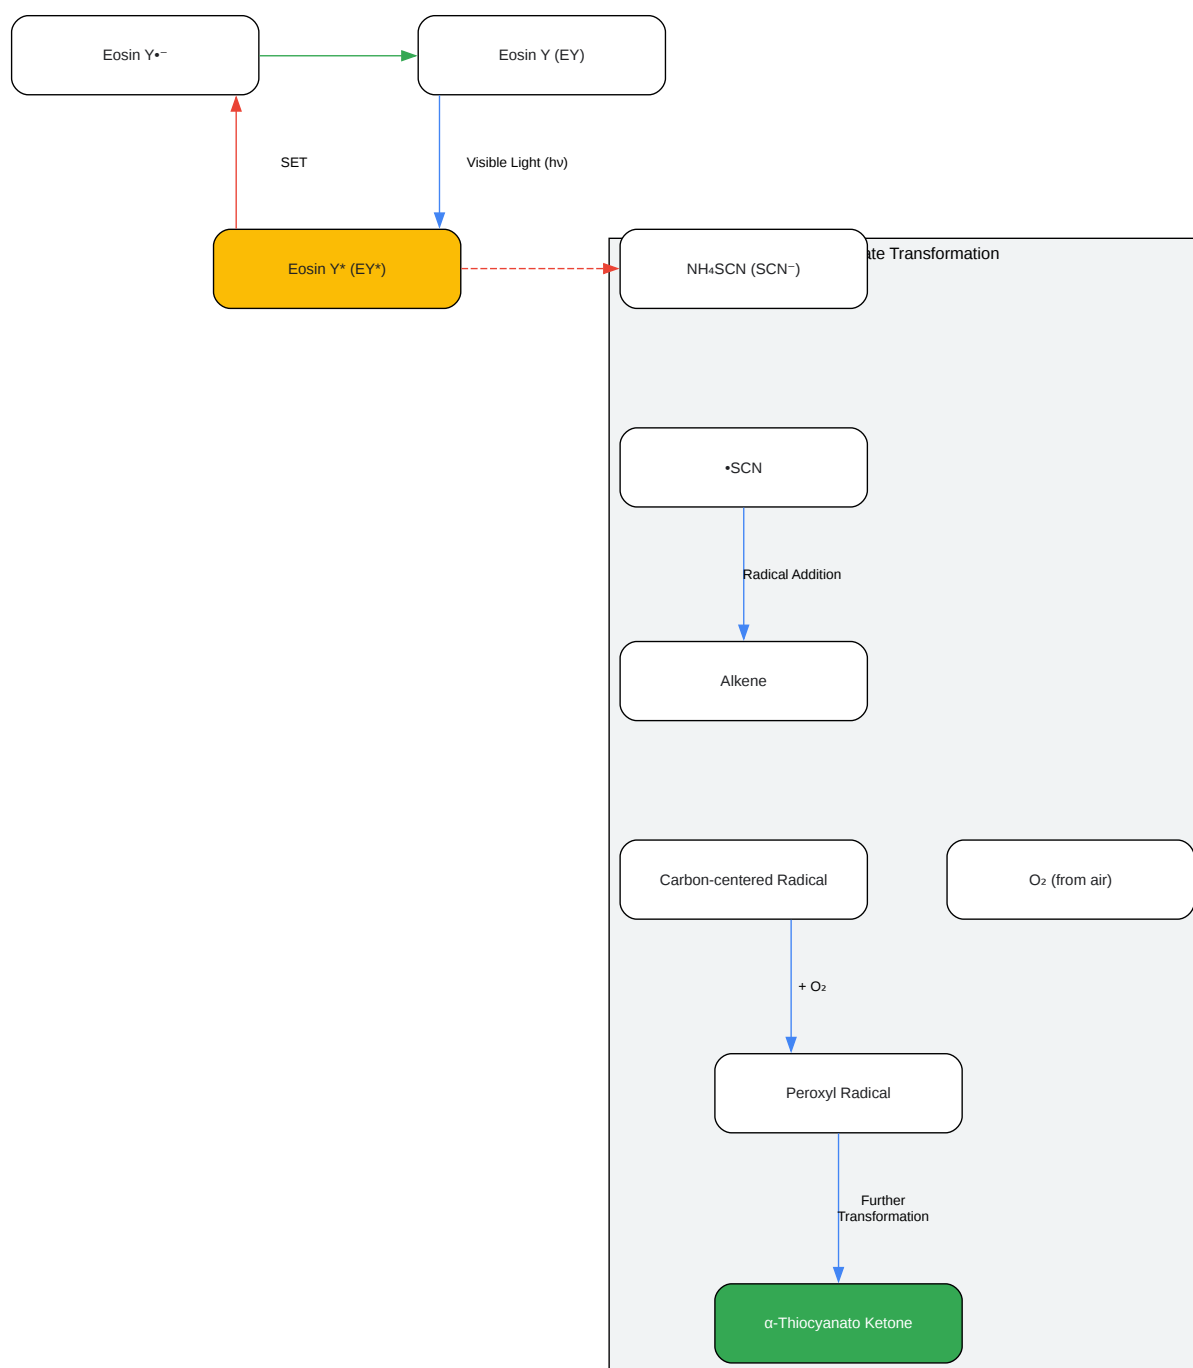 Eosin Y•⁻
Eosin Y (EY)
SET
Visible Light (hν)
Eosin Y* (EY*)
NH₄SCN (SCN⁻)
Transformation
•SCN
Radical Addition
Alkene
Carbon-centered Radical
O₂ (from air)
+ O₂
Peroxyl Radical
Further
Transformation
α-Thiocyanato Ketone